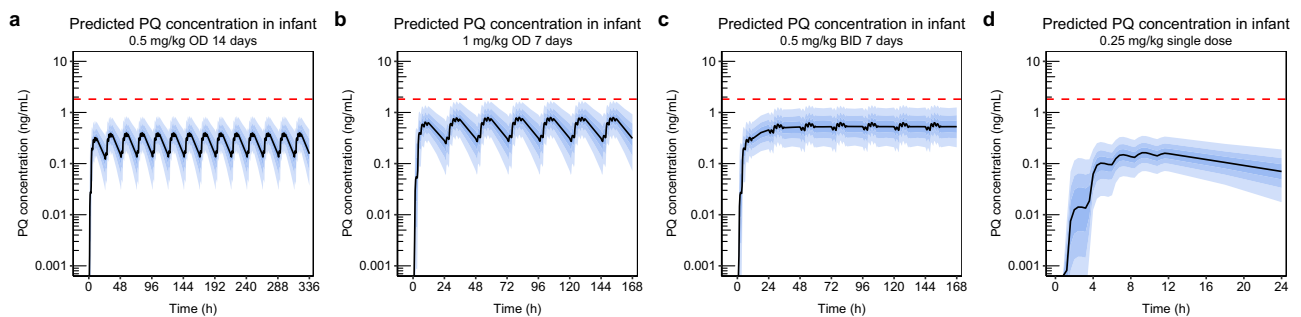 a
Predicted PQ concentration in infant
0.5 mg/kg OD 14 days
PQ concentration (ng/mL)
10
1
0.1
0.01
0.001
0 48 96 144 192 240 288 336
Time (h)
b
Predicted PQ concentration in infant
1 mg/kg OD 7 days
PQ concentration (ng/mL)
10
1
0.1
0.01
0.001
0 24 48 72 96 120 144 168
Time (h)
c
Predicted PQ concentration in infant
0.5 mg/kg BID 7 days
PQ concentration (ng/mL)
10
1
0.1
0.01
0.001
0 24 48 72 96 120 144 168
Time (h)
d
Predicted PQ concentration in infant
0.25 mg/kg single dose
PQ concentration (ng/mL)
10
1
0.1
0.01
0.001
0 4 8 12 16 20 24
Time (h)